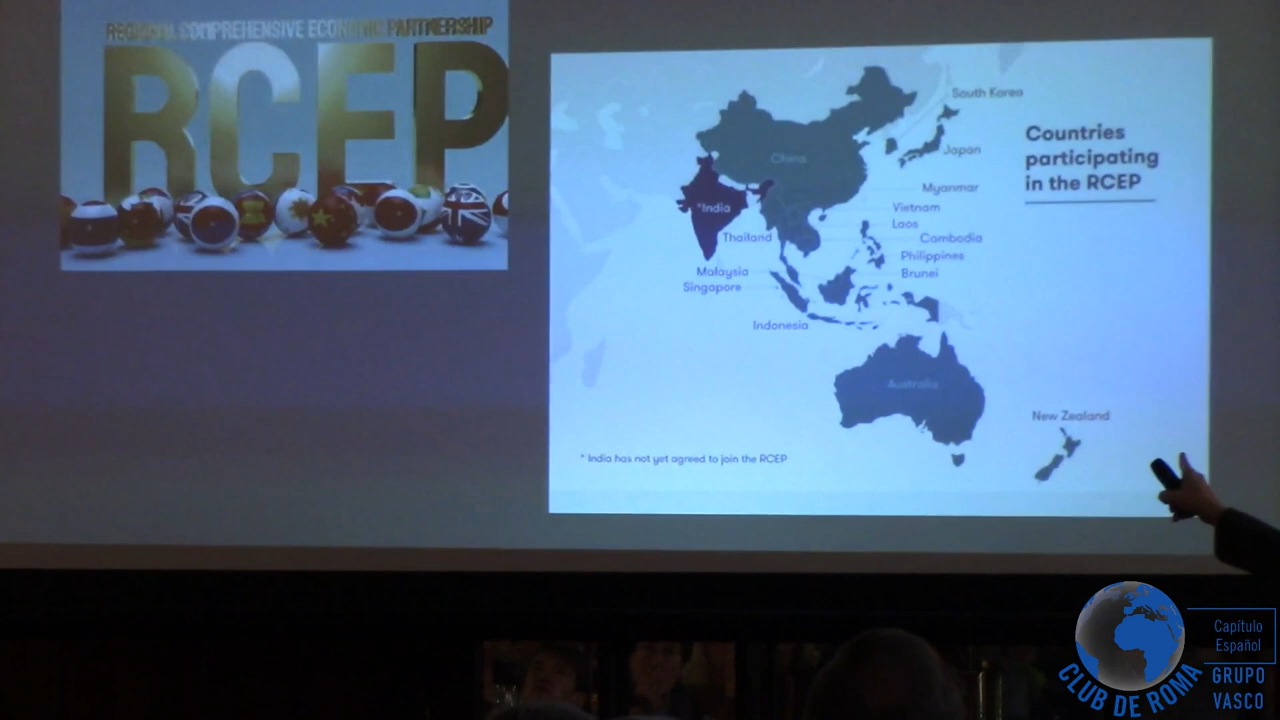 REGIONAL COMPREHENSIVE ECONOMIC PARTNERSHIP
RCEP
Countries
participating
in the RCEP
South Korea
Japan
China
Myanmar
*India
Vietnam
Laos
Thailand
Cambodia
Philippines
Malaysia
Brunei
Singapore
Indonesia
Australia
New Zealand
* India has not yet agreed to join the RCEP
Capítulo
Español
GRUPO
VASCO
CLUB DE ROMA